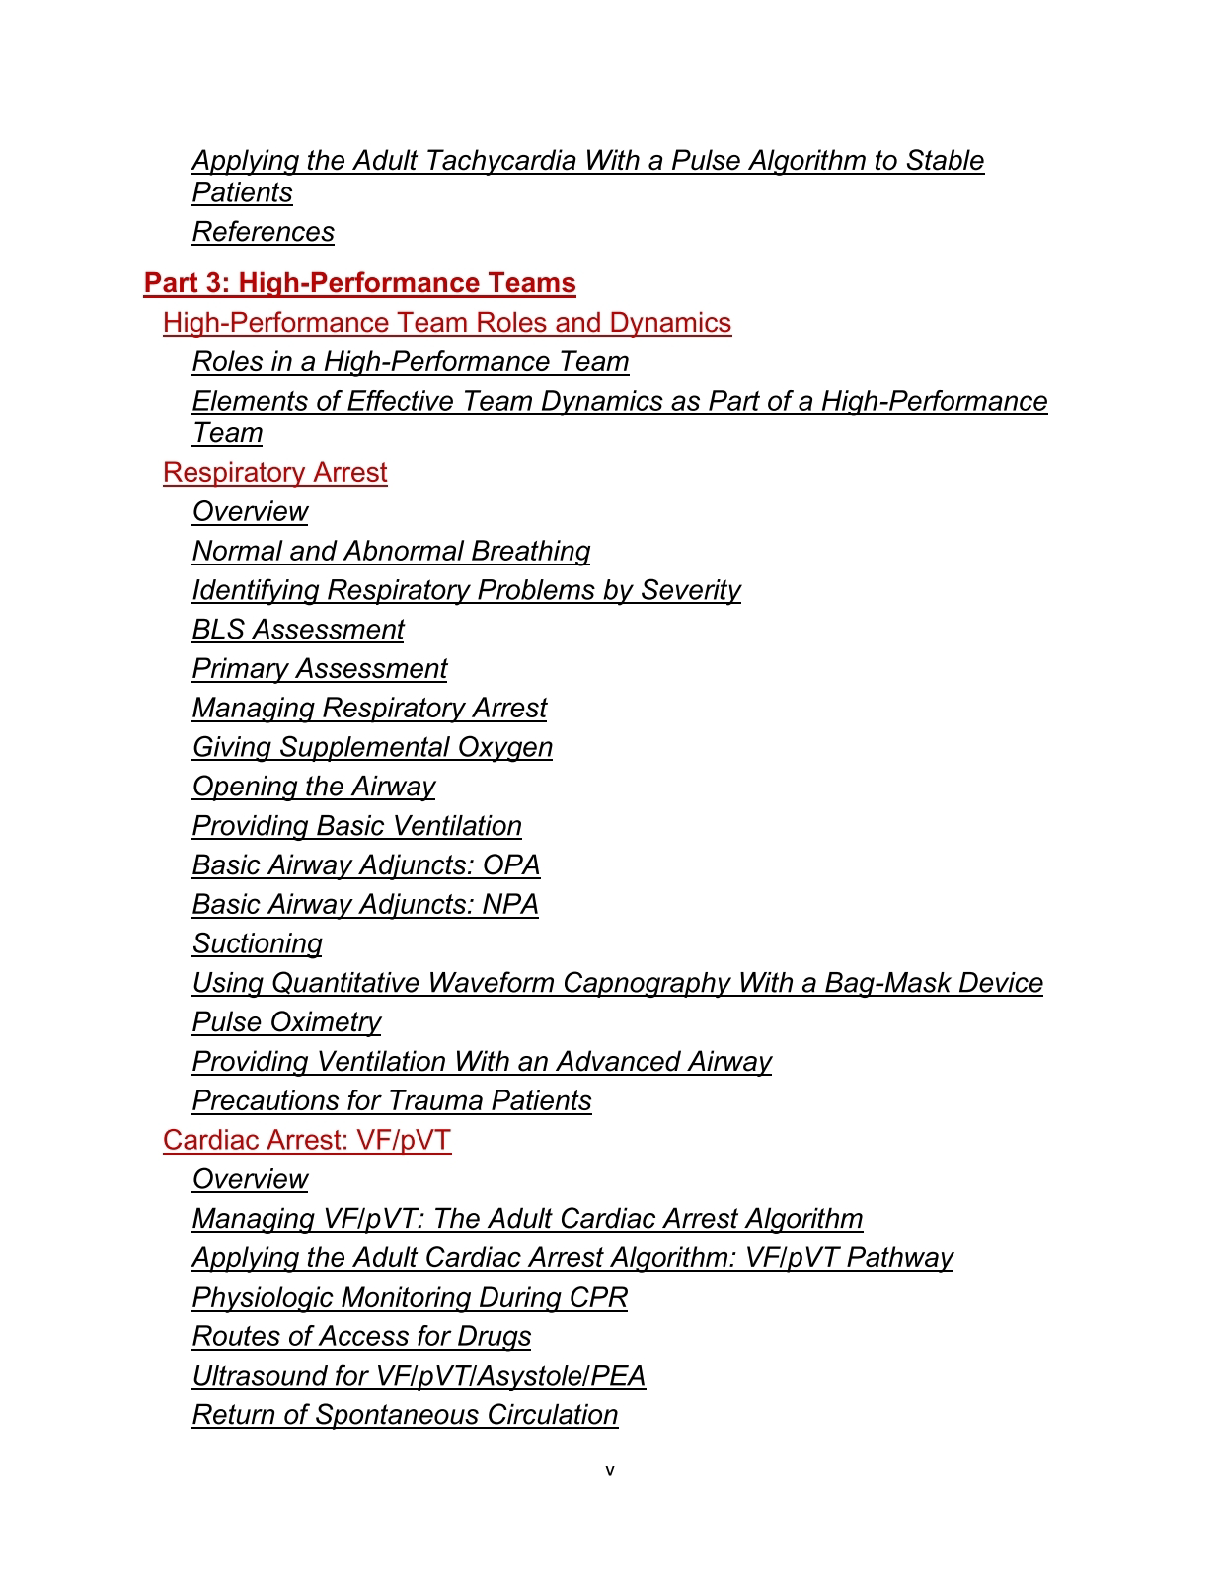 Applying the Adult Tachycardia With a Pulse Algorithm to Stable
Patients
References
Part 3: High-Performance Teams
High-Performance Team Roles and Dynamics
Roles in a High-Performance Team
Elements of Effective Team Dynamics as Part of a High-Performance
Team
Respiratory Arrest
Overview
Normal and Abnormal Breathing
Identifying Respiratory Problems by Severity
BLS Assessment
Primary Assessment
Managing Respiratory Arrest
Giving Supplemental Oxygen
Opening the Airway
Providing Basic Ventilation
Basic Airway Adjuncts: OPA
Basic Airway Adjuncts: NPA
Suctioning
Using Quantitative Waveform Capnography With a Bag-Mask Device
Pulse Oximetry
Providing Ventilation With an Advanced Airway
Precautions for Trauma Patients
Cardiac Arrest: VF/pVT
Overview
Managing VF/pVT: The Adult Cardiac Arrest Algorithm
Applying the Adult Cardiac Arrest Algorithm: VF/pVT Pathway
Physiologic Monitoring During CPR
Routes of Access for Drugs
Ultrasound for VF/pVT/Asystole/PEA
Return of Spontaneous Circulation
v